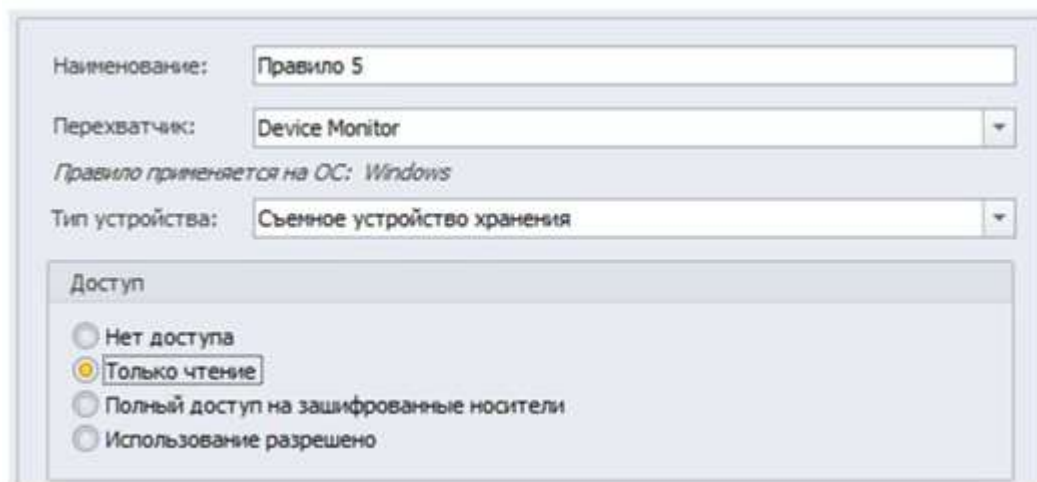 Наименование: Правило 5
Перехватчик: Device Monitor
Правило применяется на ОС: Windows
Тип устройства: Съемное устройство хранения
Доступ
Нет доступа
Только чтение
Полный доступ на зашифрованные носители
Использование разрешено